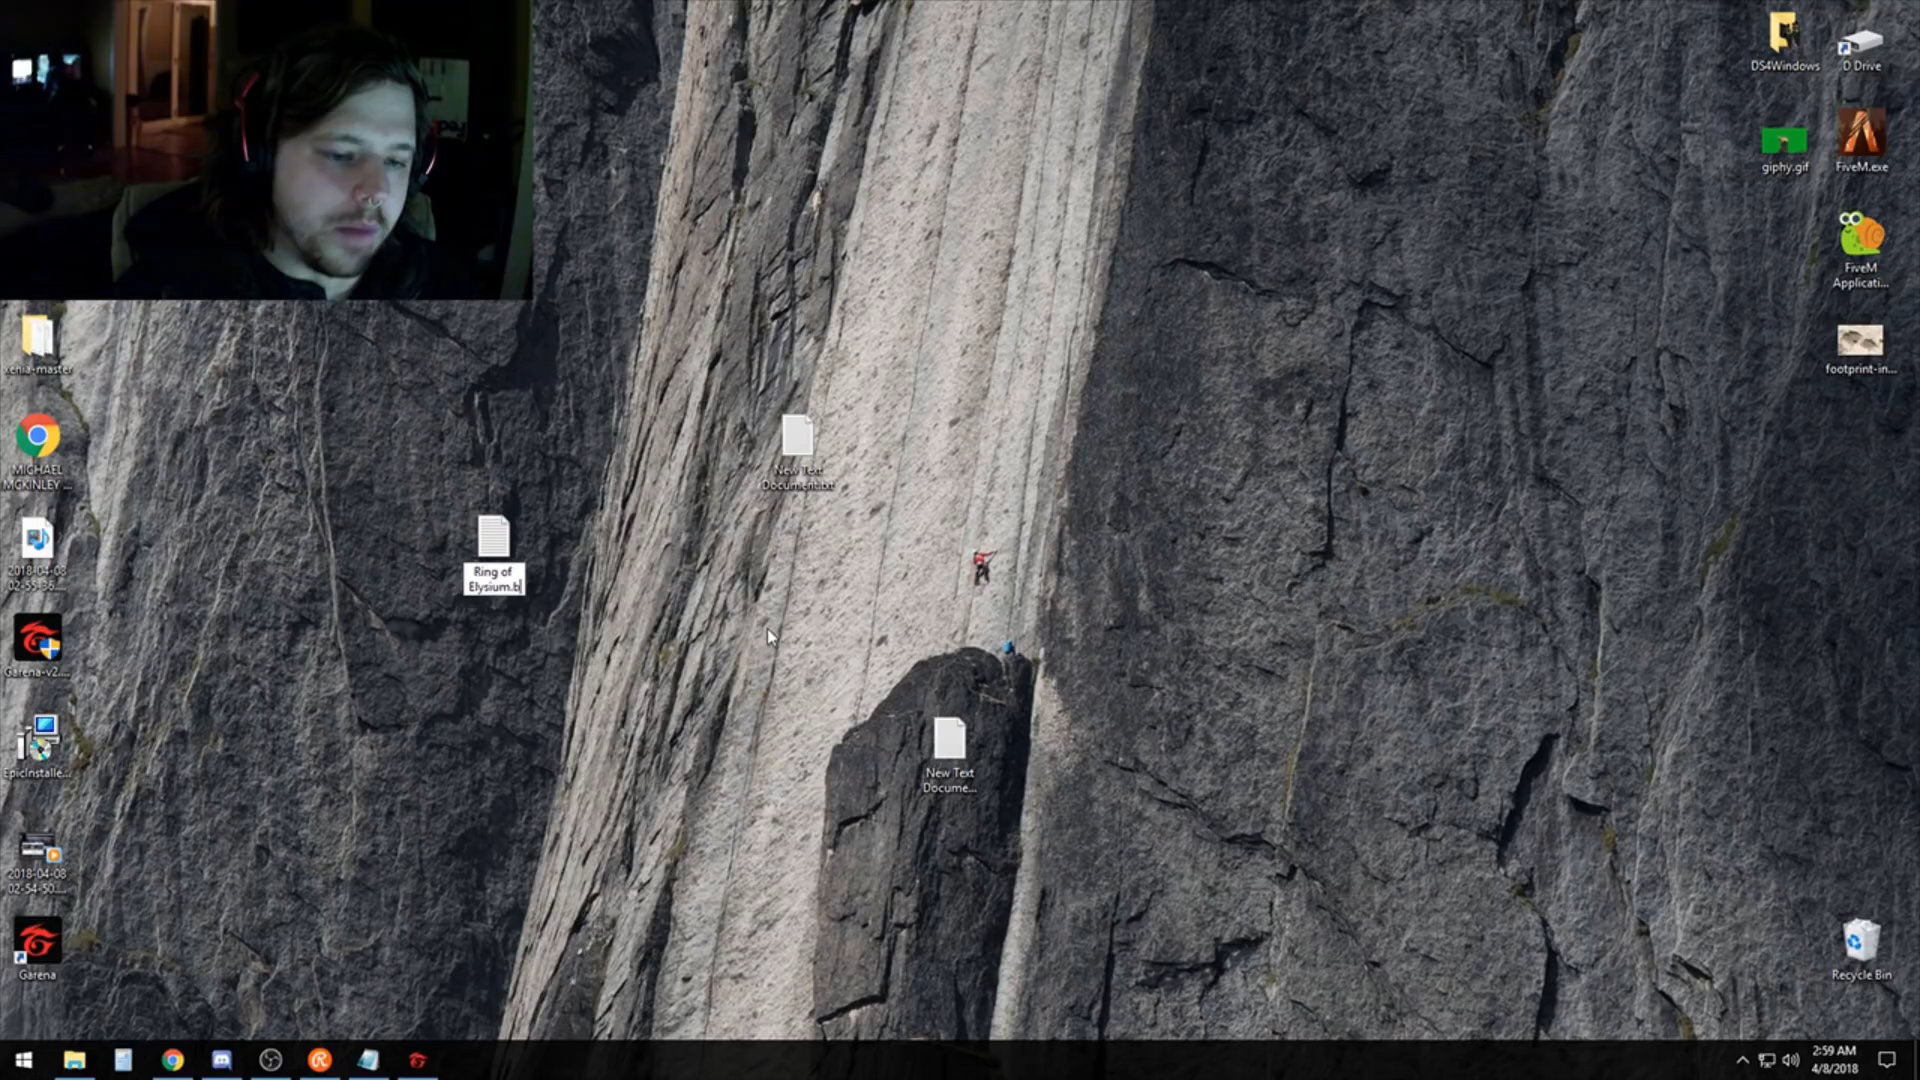 DS4Windows
D Drive
giphy.gif
FiveM.exe
FiveM
Applicati...
footprint-in...
xenia-master
MICHAEL
MCKINLEY ...
New Text
Document.txt
2018-04-08
02-55-36....
Ring of
Elysium.b
Garena-v2....
EpicInstalle...
New Text
Docume...
2018-04-08
02-54-50....
Garena
Recycle Bin
2:59 AM
4/8/2018